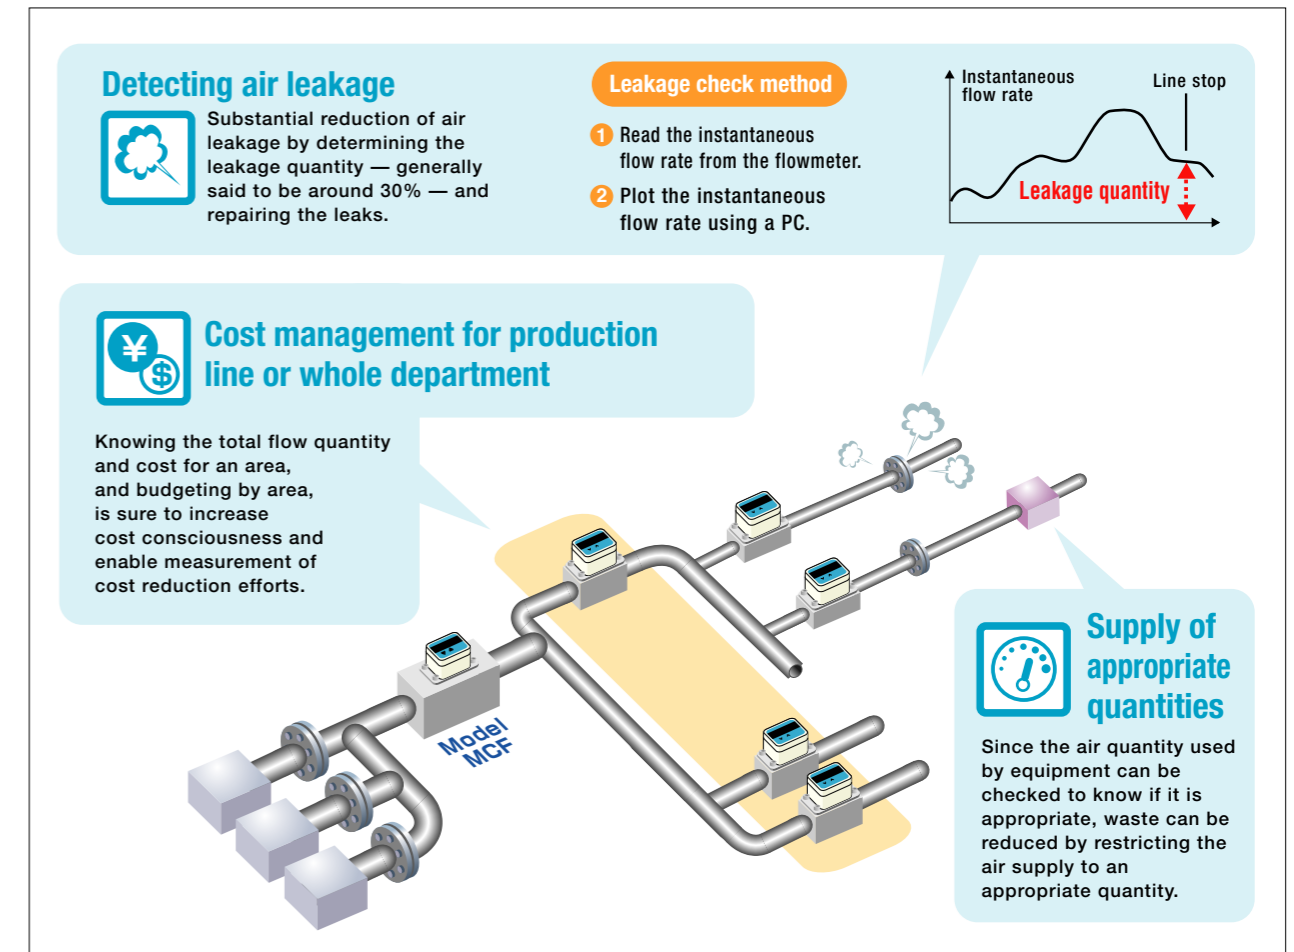 Detecting air leakage
Substantial reduction of air
leakage by determining the
leakage quantity — generally
said to be around 30% — and
repairing the leaks.
Leakage check method
1 Read the instantaneous
flow rate from the flowmeter.
2 Plot the instantaneous
flow rate using a PC.
Instantaneous
flow rate
Line stop
Leakage quantity
¥
$
Cost management for production
line or whole department
Knowing the total flow quantity
and cost for an area,
and budgeting by area,
is sure to increase
cost consciousness and
enable measurement of
cost reduction efforts.
Model
MCF
Supply of
appropriate
quantities
Since the air quantity used
by equipment can be
checked to know if it is
appropriate, waste can be
reduced by restricting the
air supply to an
appropriate quantity.